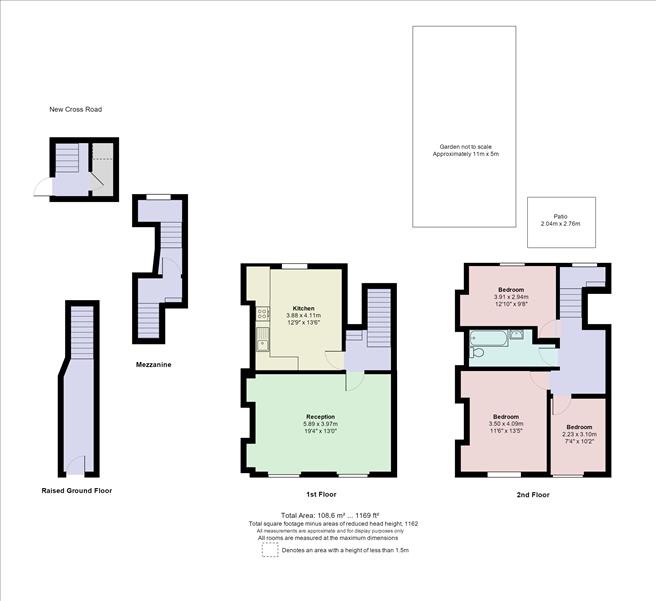 New Cross Road
Garden not to scale
Approximately 11m x 5m
Patio
2.04m x 2.76m
Kitchen
3.88 x 4.11m
12'9" x 13'6"
Bedroom
3.91 x 2.94m
12'10" x 9'8"
Mezzanine
Reception
5.89 x 3.97m
19'4" x 13'0"
Bedroom
3.50 x 4.09m
11'6" x 13'5"
Bedroom
2.23 x 3.10m
7'4" x 10'2"
Raised Ground Floor
1st Floor
2nd Floor
Total Area: 108.6 m² ... 1169 ft²
Total square footage minus areas of reduced head height, 1162
All measurements are approximate and for display purposes only
All rooms are measured at the maximum dimensions
Denotes an area with a height of less than 1.5m